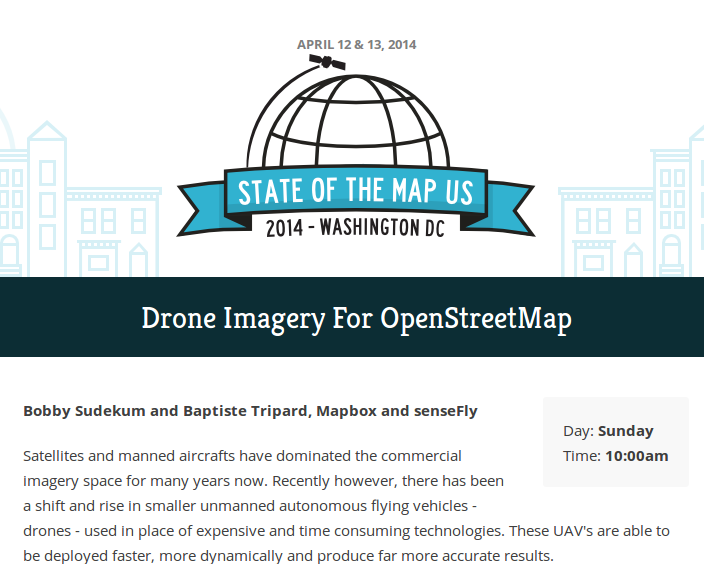 APRIL 12 & 13, 2014
STATE OF THE MAP US
2014 - WASHINGTON DC
Drone Imagery For OpenStreetMap
Bobby Sudekum and Baptiste Tripard, Mapbox and senseFly
Day: Sunday
Time: 10:00am
Satellites and manned aircrafts have dominated the commercial
imagery space for many years now. Recently however, there has been
a shift and rise in smaller unmanned autonomous flying vehicles -
drones - used in place of expensive and time consuming technologies. These UAV's are able to
be deployed faster, more dynamically and produce far more accurate results.